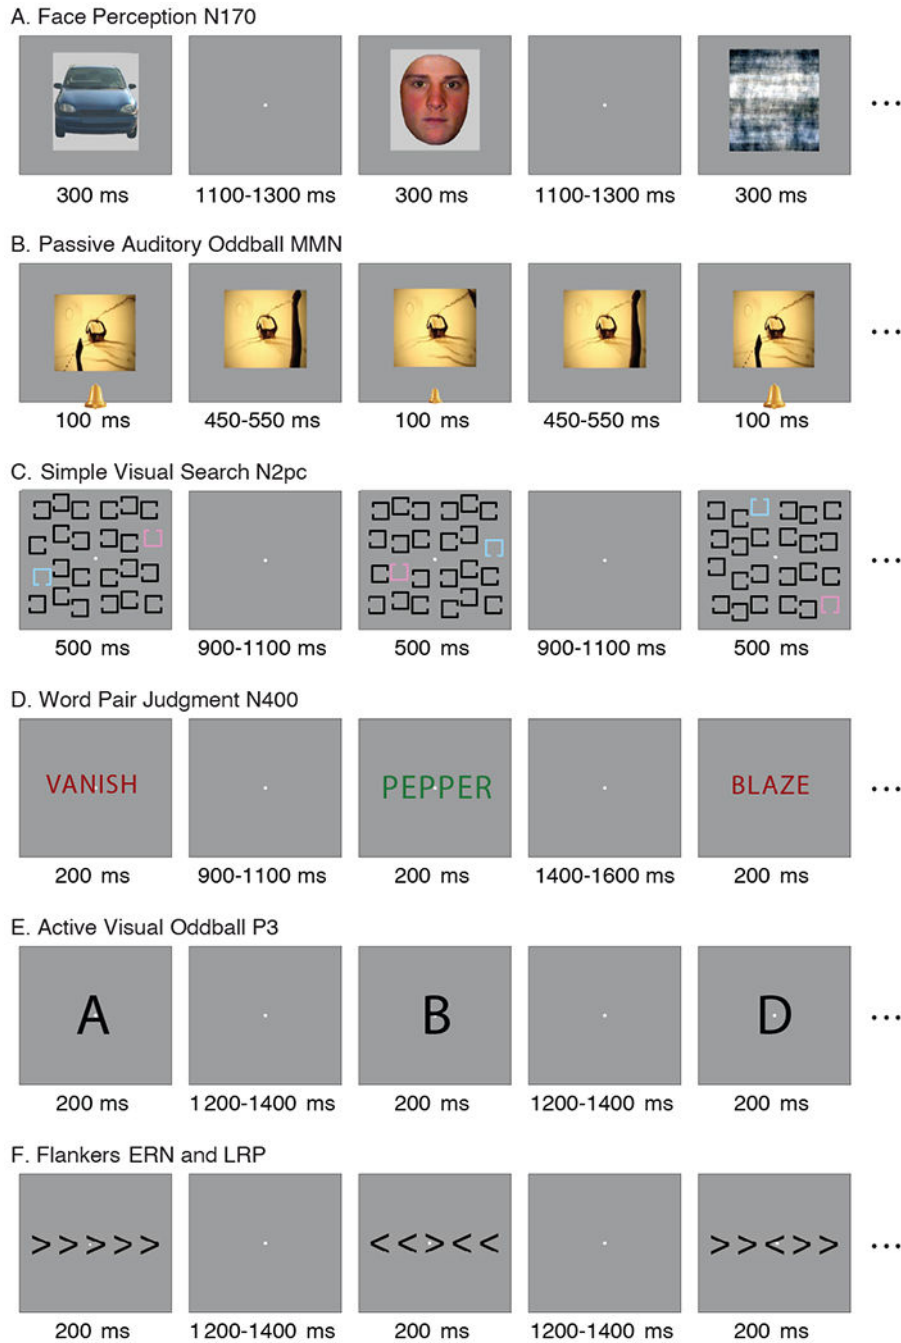 A. Face Perception N170
...
300 ms 1100-1300 ms 300 ms 1100-1300 ms 300 ms
B. Passive Auditory Oddball MMN
...
100 ms 450-550 ms 100 ms 450-550 ms 100 ms
C. Simple Visual Search N2pc
...
500 ms 900-1100 ms 500 ms 900-1100 ms 500 ms
D. Word Pair Judgment N400
VANISH PEPPER BLAZE ...
200 ms 900-1100 ms 200 ms 1400-1600 ms 200 ms
E. Active Visual Oddball P3
A B D ...
200 ms 1200-1400 ms 200 ms 1200-1400 ms 200 ms
F. Flankers ERN and LRP
>>>>> <<><< >><>> ...
200 ms 1200-1400 ms 200 ms 1200-1400 ms 200 ms